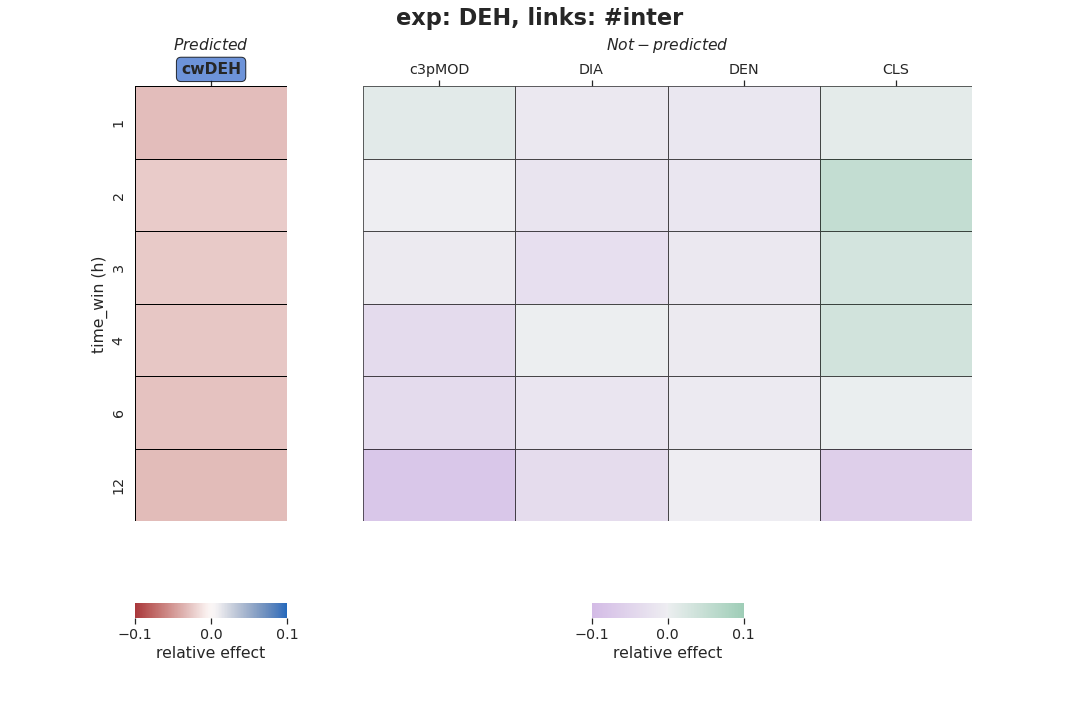 exp: DEH, links: #inter
Predicted
Not − predicted
cwDEH
c3pMOD DIA DEN CLS
time_win (h)
1
2
3
4
6
12
−0.1 0.0 0.1
relative effect
−0.1 0.0 0.1
relative effect